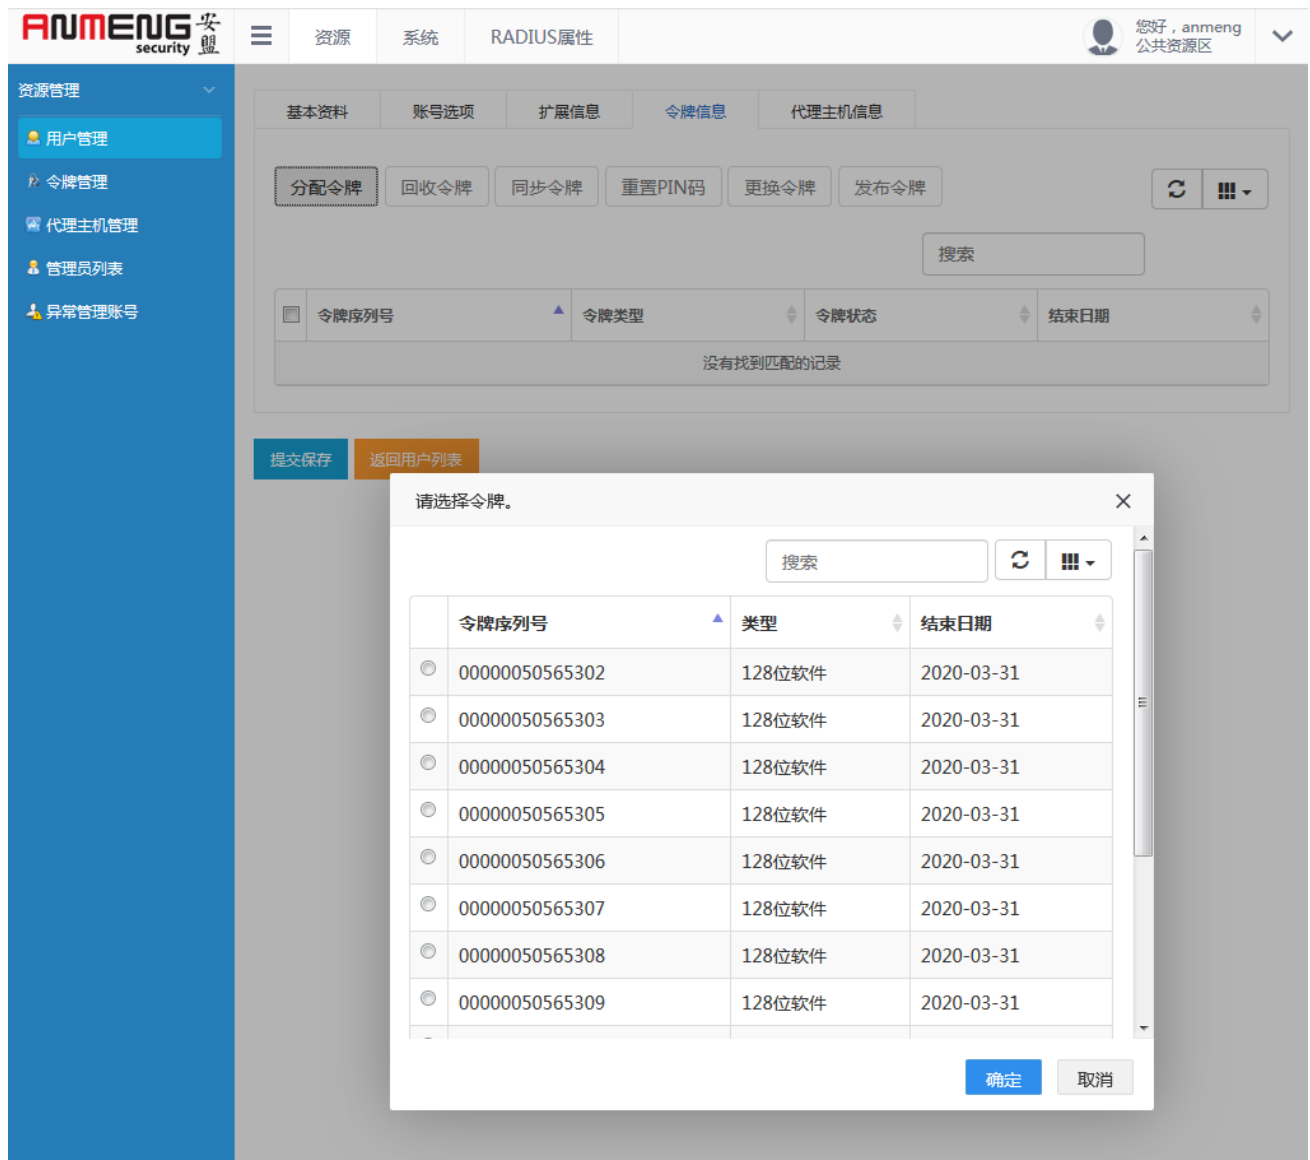 ANMENG 安盟
security
资源
系统
RADIUS属性
您好，anmeng
公共资源区
资源管理
用户管理
令牌管理
代理主机管理
管理员列表
异常管理账号
基本资料
账号选项
扩展信息
令牌信息
代理主机信息
分配令牌
回收令牌
同步令牌
重置PIN码
更换令牌
发布令牌
搜索
令牌序列号 令牌类型 令牌状态 结束日期
没有找到匹配的记录
提交保存
返回用户列表
请选择令牌。
搜索
令牌序列号 类型 结束日期
00000050565302 128位软件 2020-03-31
00000050565303 128位软件 2020-03-31
00000050565304 128位软件 2020-03-31
00000050565305 128位软件 2020-03-31
00000050565306 128位软件 2020-03-31
00000050565307 128位软件 2020-03-31
00000050565308 128位软件 2020-03-31
00000050565309 128位软件 2020-03-31
确定
取消